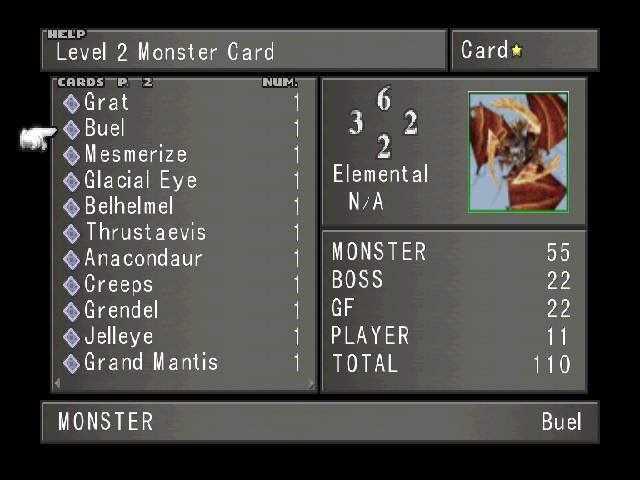 HELP
Level 2 Monster Card
Card
CARDS P. 2 NUM.
Grat 1
Buel 1
Mesmerize 1
Glacial Eye 1
Belhelmel 1
Thrustaevis 1
Anacondaur 1
Creeps 1
Grendel 1
Jelleye 1
Grand Mantis 1
6
3 2
2
Elemental
N/A
MONSTER 55
BOSS 22
GF 22
PLAYER 11
TOTAL 110
MONSTER Buel